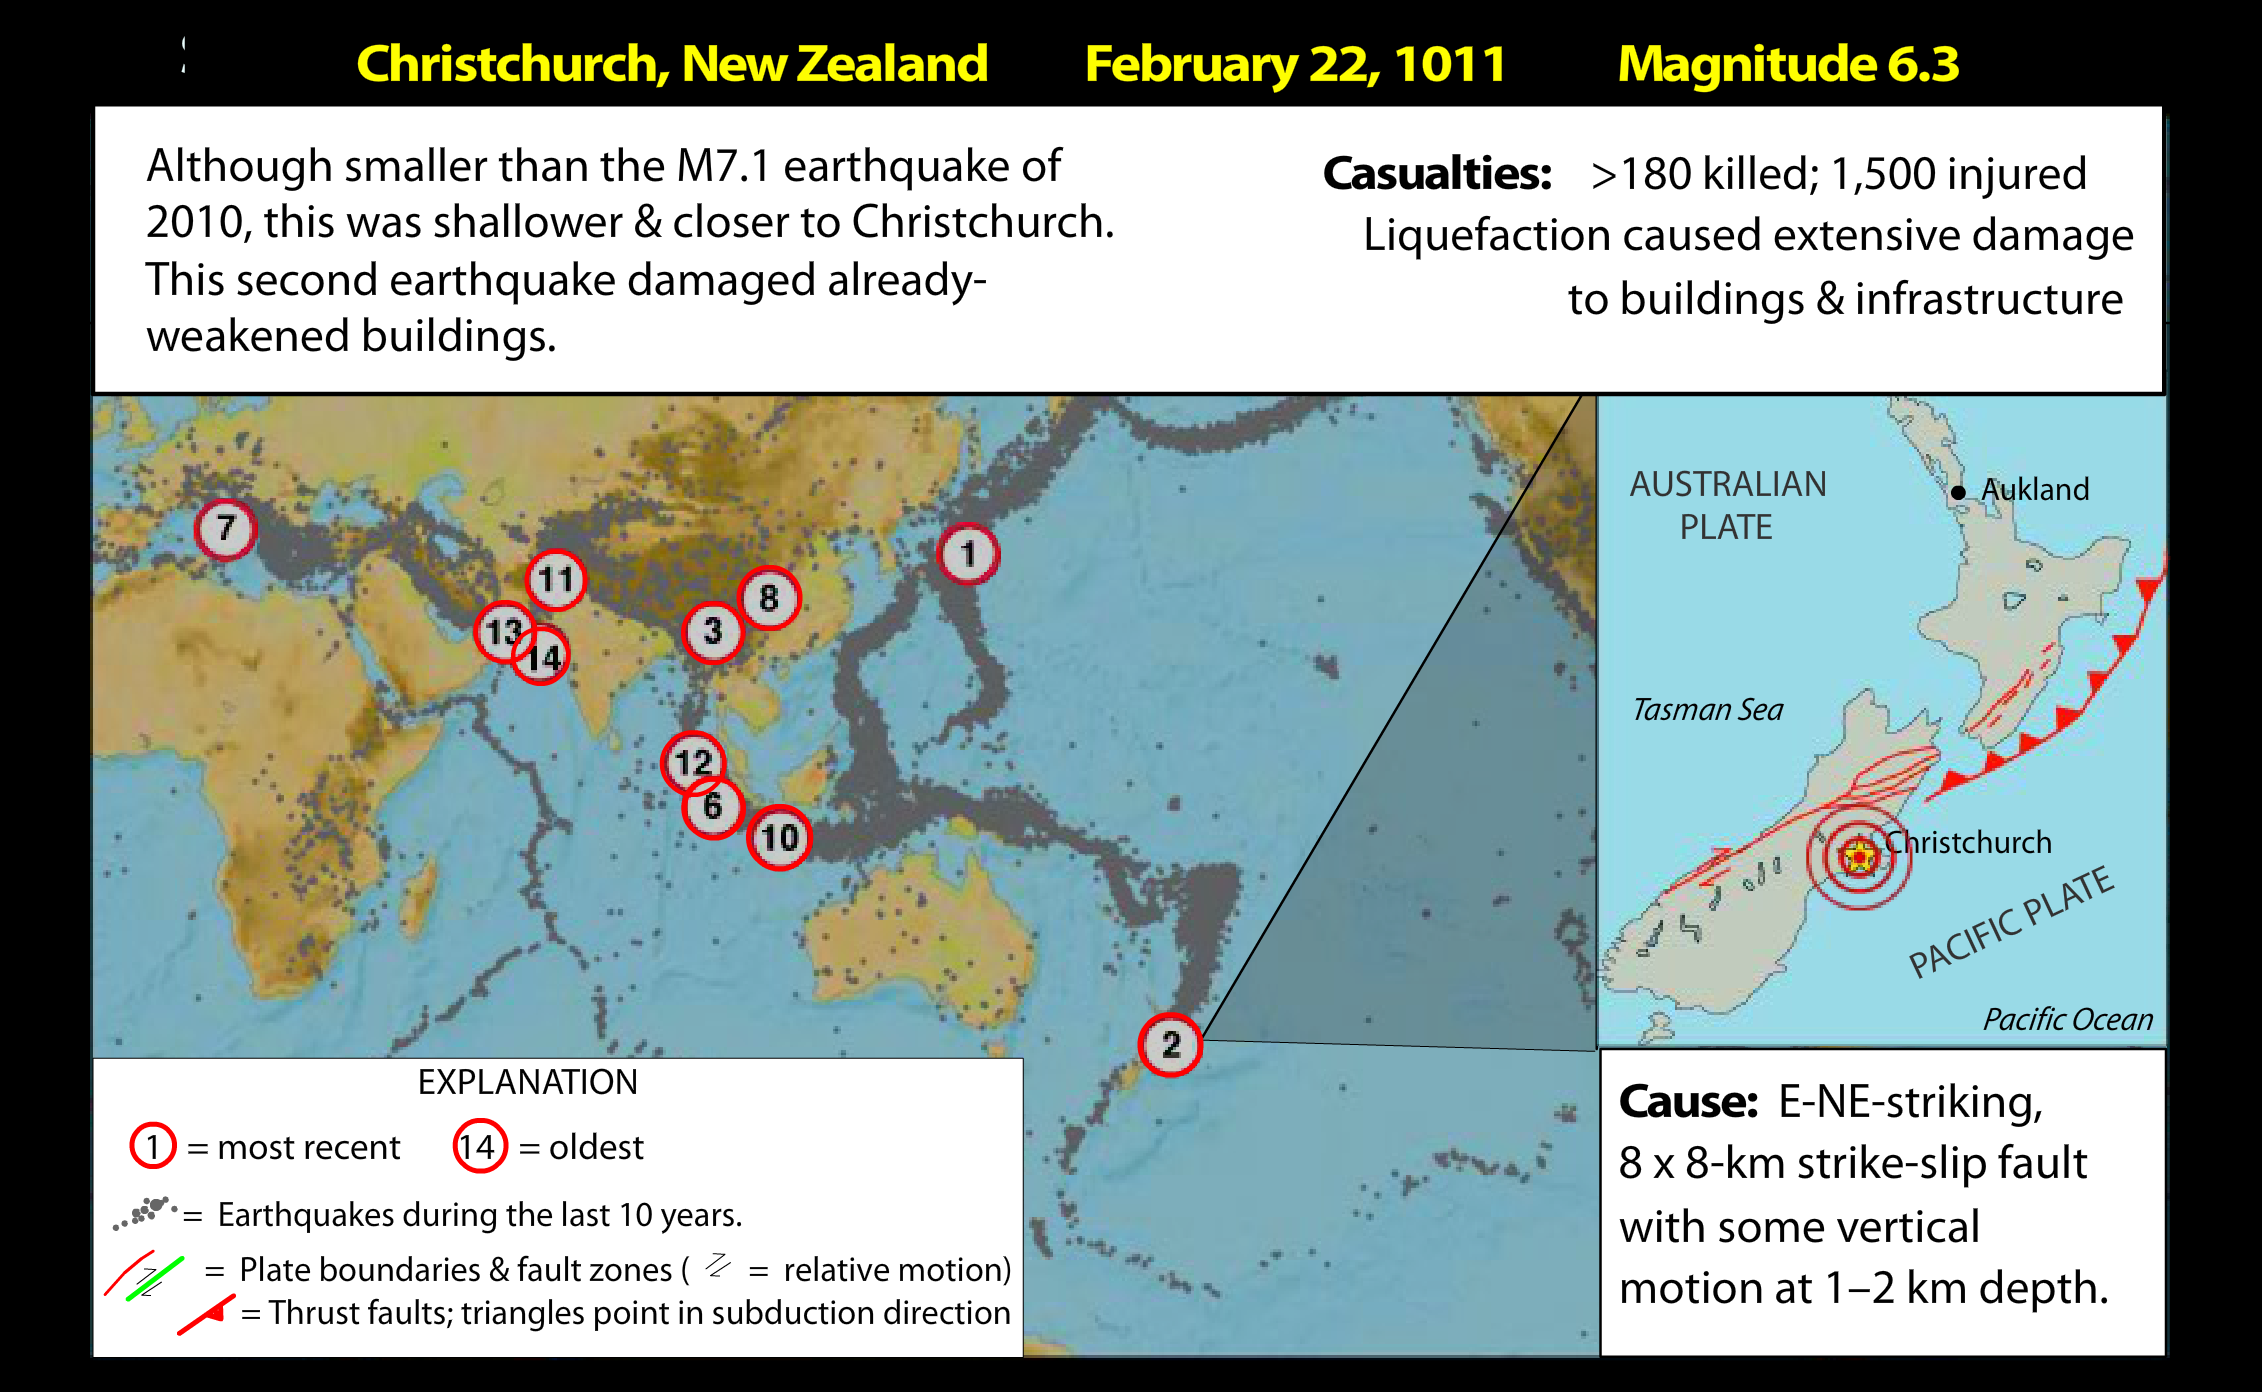 Christchurch, New Zealand February 22, 1011 Magnitude 6.3
Although smaller than the M7.1 earthquake of
2010, this was shallower & closer to Christchurch.
This second earthquake damaged already-
weakened buildings.
Casualties: >180 killed; 1,500 injured
Liquefaction caused extensive damage
to buildings & infrastructure
7
11
13
14
3
8
1
12
6
10
2
AUSTRALIAN
PLATE
Aukland
Tasman Sea
Christchurch
PACIFIC PLATE
Pacific Ocean
EXPLANATION
1 = most recent 14 = oldest
= Earthquakes during the last 10 years.
= Plate boundaries & fault zones ( = relative motion)
= Thrust faults; triangles point in subduction direction
Cause: E-NE-striking,
8 x 8-km strike-slip fault
with some vertical
motion at 1–2 km depth.